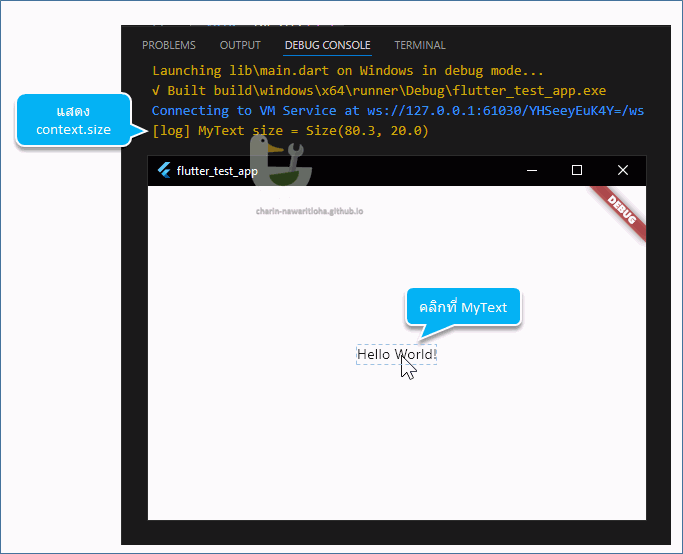 PROBLEMS OUTPUT DEBUG CONSOLE TERMINAL
Launching lib\main.dart on Windows in debug mode...
√ Built build\windows\x64\runner\Debug\flutter_test_app.exe
Connecting to VM Service at ws://127.0.0.1:61030/YHSeeyEuK4Y=/ws
[log] MyText size = Size(80.3, 20.0)
แสดง
context.size
flutter_test_app
DEBUG
charin-nawaritloha.github.io
คลิกที่ MyText
Hello World!